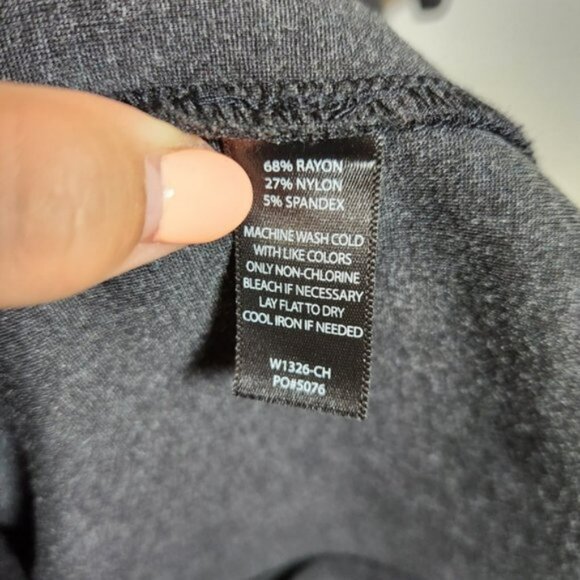 68% RAYON
27% NYLON
5% SPANDEX
MACHINE WASH COLD
WITH LIKE COLORS
ONLY NON-CHLORINE
BLEACH IF NECESSARY
LAY FLAT TO DRY
COOL IRON IF NEEDED
W1326-CH
PO#5076